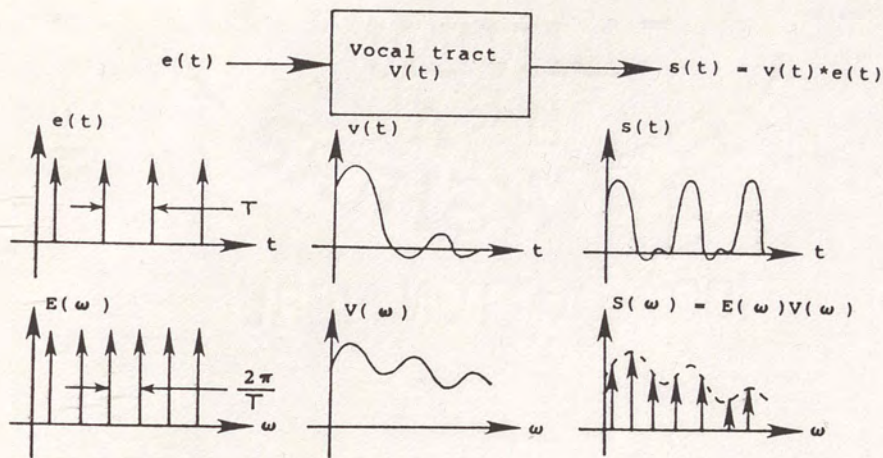 Vocal tract
e(t) V(t) s(t) = v(t)*e(t)
e(t) v(t) s(t)
T
t t t
E(ω) V(ω) S(ω) = E(ω)V(ω)
2π
T
ω ω ω